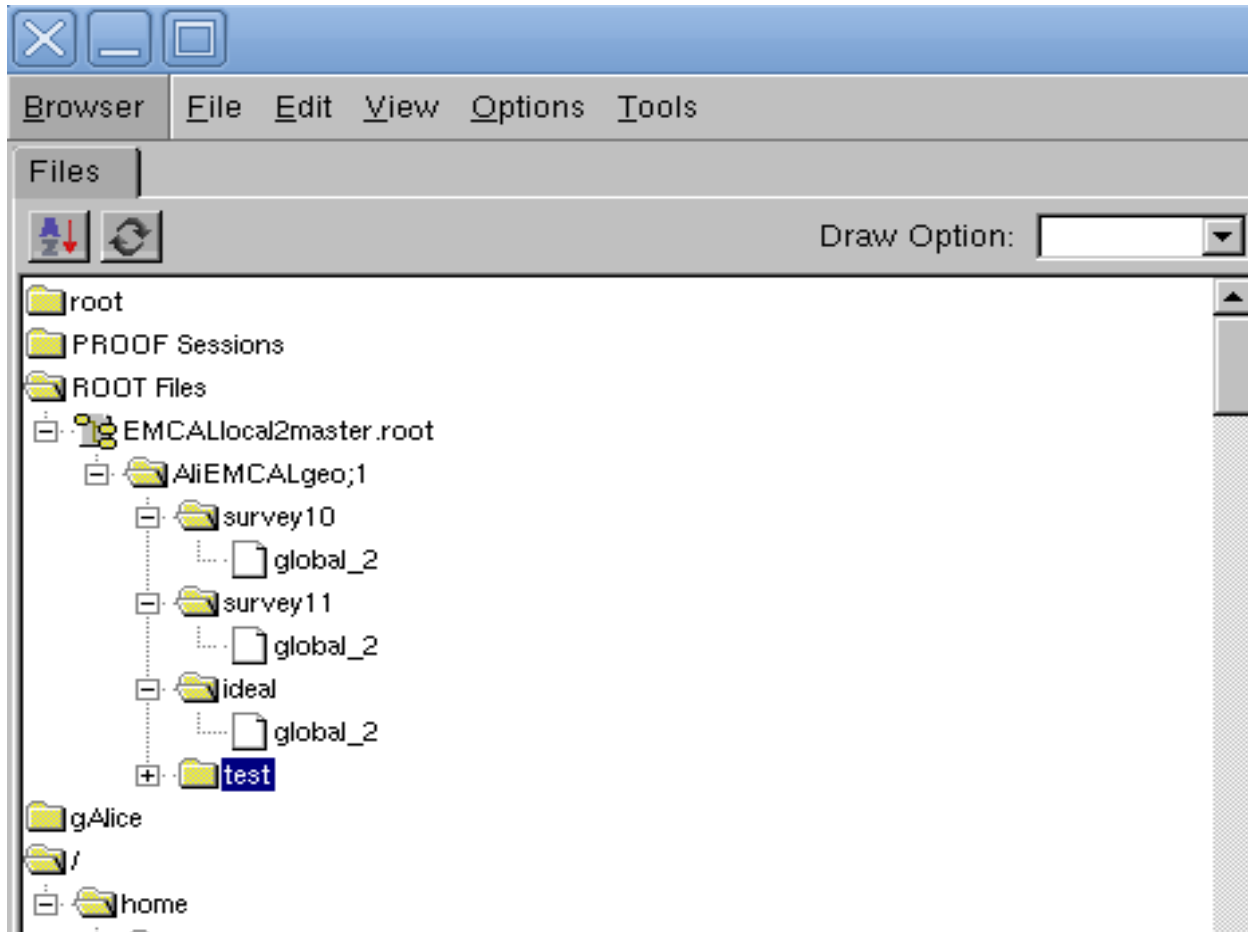 Browser File Edit View Options Tools
Files
Draw Option:
root
PROOF Sessions
ROOT Files
EMCALlocal2master.root
AliEMCALgeo;1
survey10
global_2
survey11
global_2
ideal
global_2
test
gAlice
/
home